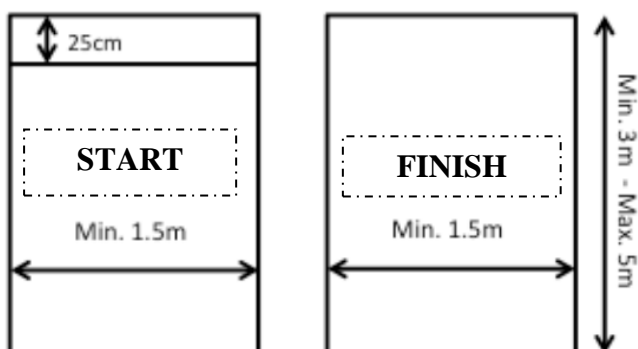 25cm
START
Min. 1.5m
FINISH
Min. 1.5m
Min. 3m - Max. 5m